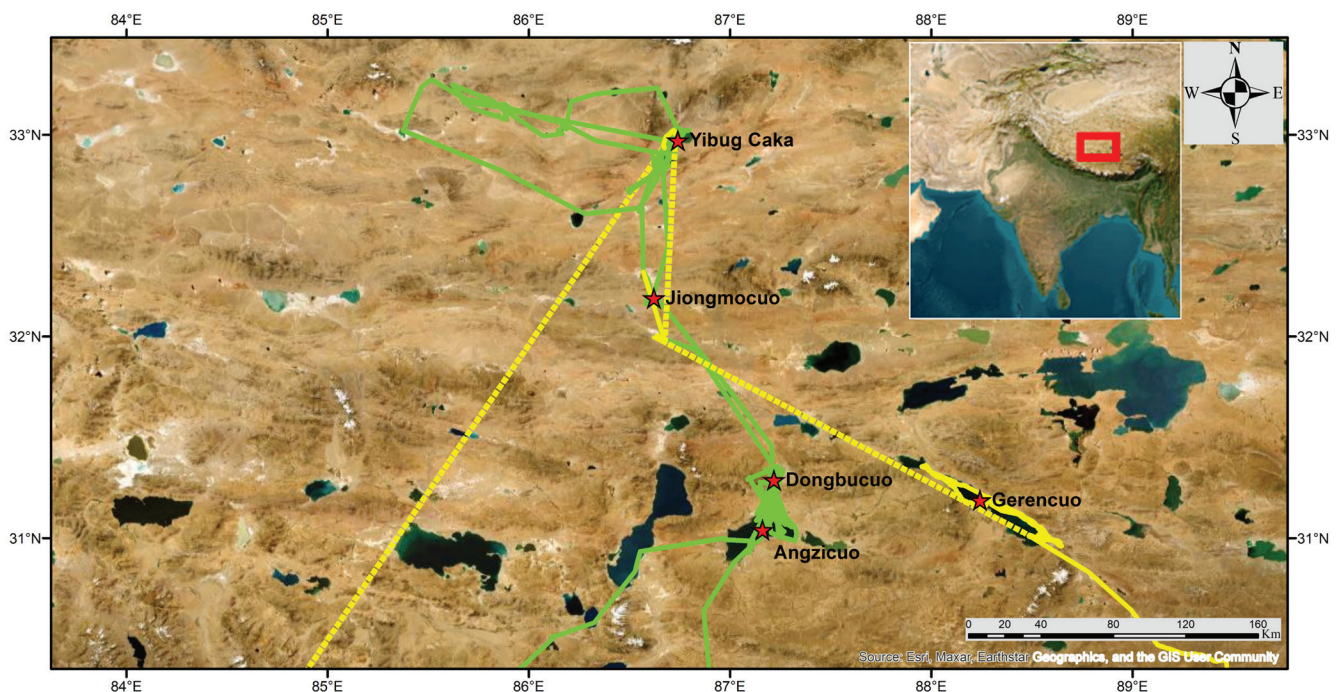 84°E 85°E 86°E 87°E 88°E 89°E
N
W E
S
33°N 33°N
Yibug Caka
Jiongmocuo
32°N 32°N
Dongbucuo
Gerencuo
31°N 31°N
Angzicuo
0 20 40 80 120 160
Km
Source: Esri, Maxar, Earthstar Geographics, and the GIS User Community
84°E 85°E 86°E 87°E 88°E 89°E